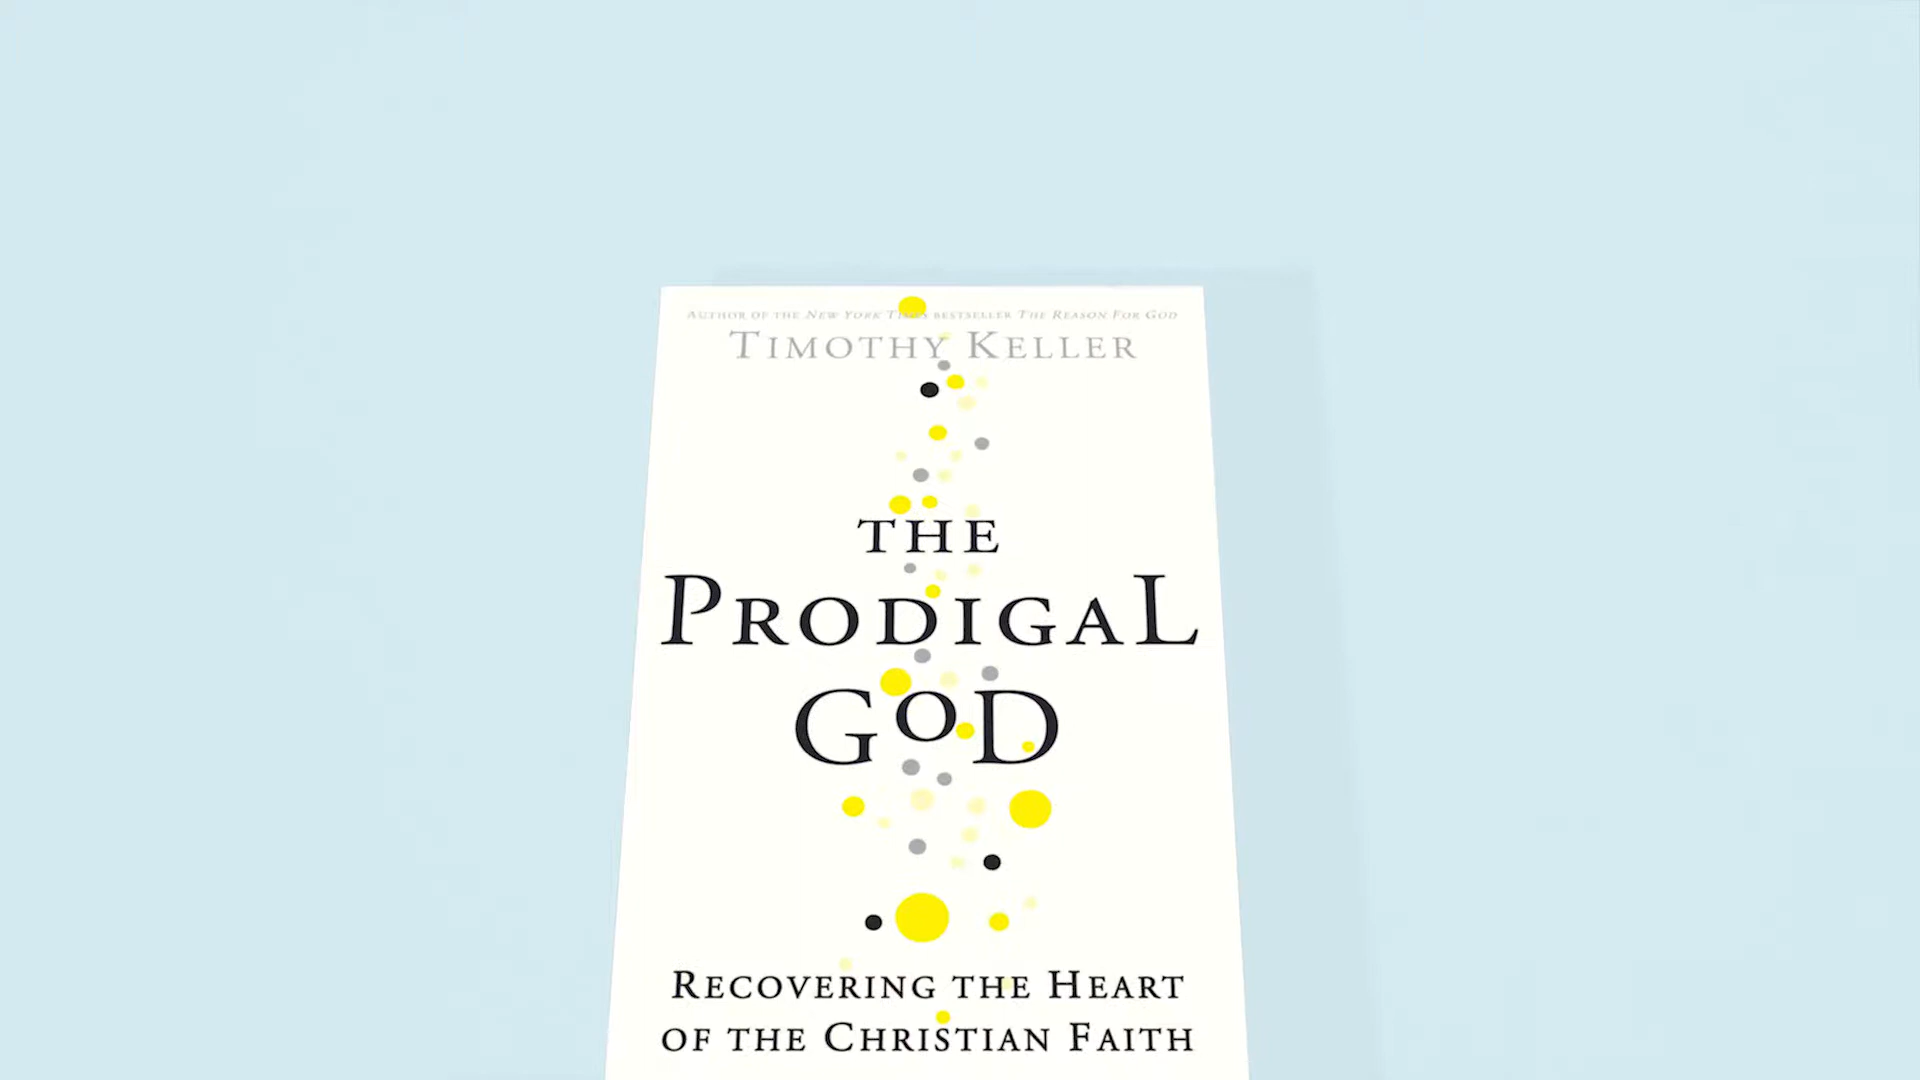 AUTHOR OF THE NEW YORK TIMES BESTSELLER THE REASON FOR GOD
TIMOTHY KELLER
THE
PRODIGAL
GOD
RECOVERING THE HEART
OF THE CHRISTIAN FAITH